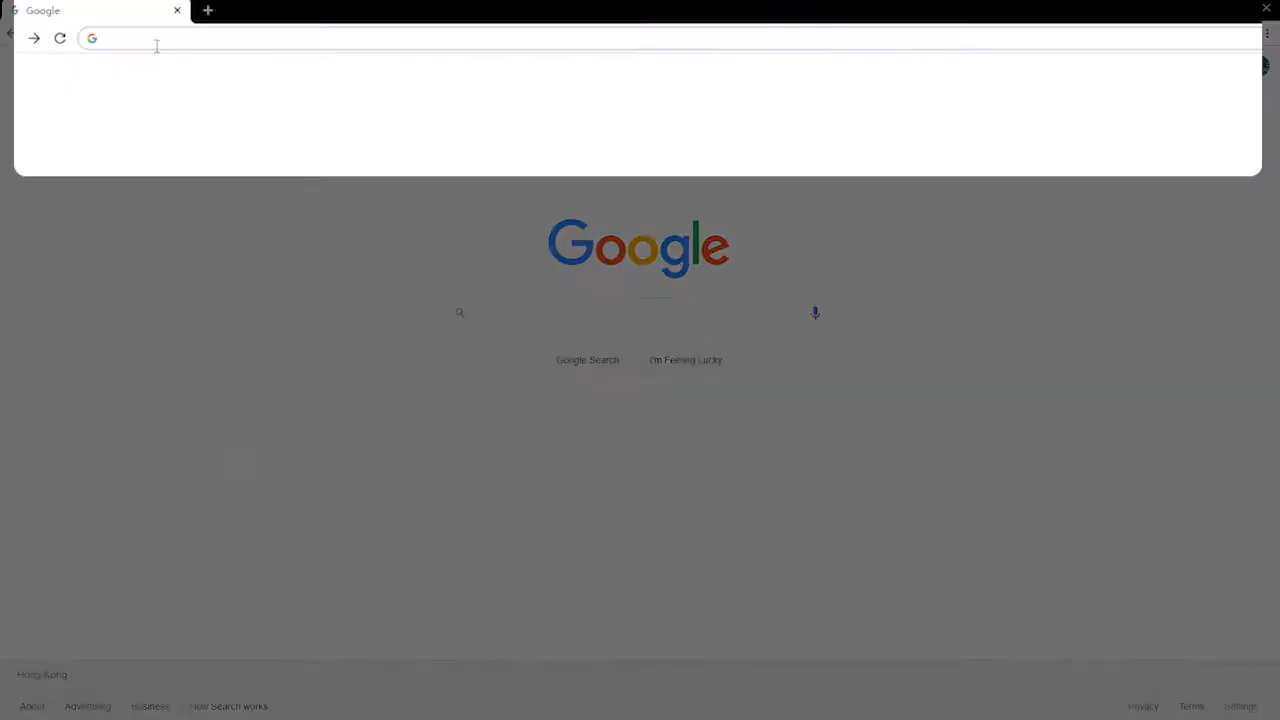 Google
Google
Google Search I'm Feeling Lucky
Hong Kong
About Advertising Business How Search works
Privacy Terms Settings